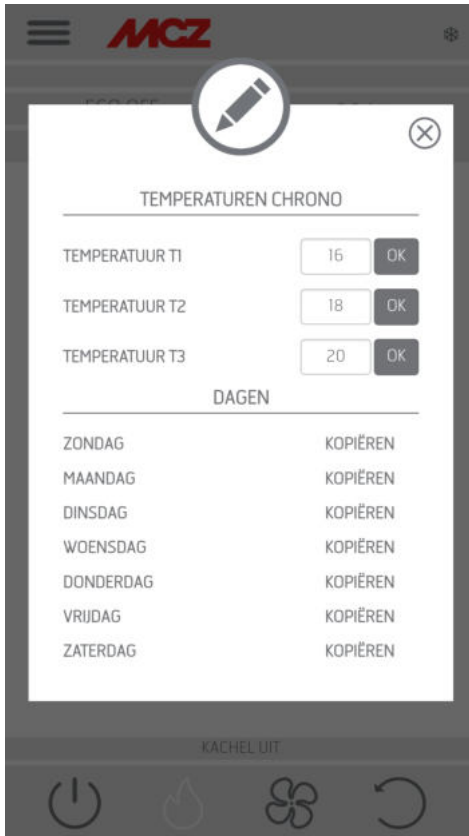 MCZ
TEMPERATUREN CHRONO
TEMPERATUUR T1 16 OK
TEMPERATUUR T2 18 OK
TEMPERATUUR T3 20 OK
DAGEN
ZONDAG KOPIËREN
MAANDAG KOPIËREN
DINSDAG KOPIËREN
WOENSDAG KOPIËREN
DONDERDAG KOPIËREN
VRIJDAG KOPIËREN
ZATERDAG KOPIËREN
KACHEL UIT